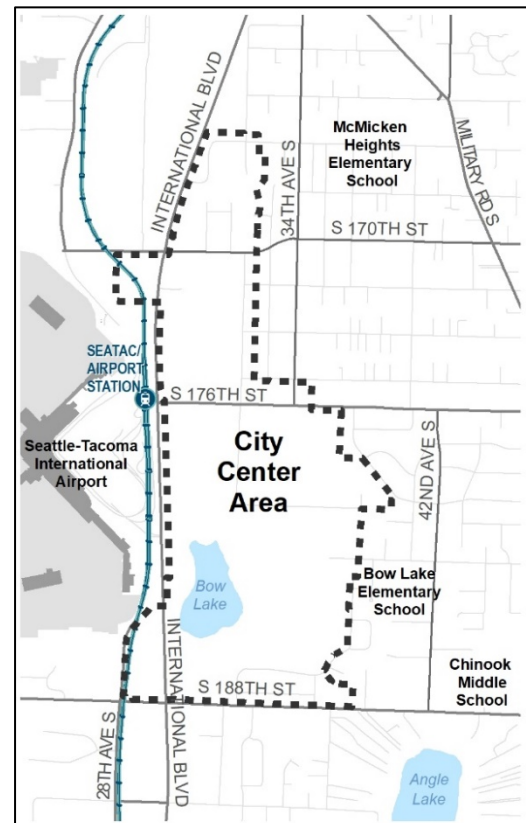 INTERNATIONAL BLVD
34TH AVE S
McMicken
Heights
Elementary
School
MILITARY RD S
S 170TH ST
SEATAC/
AIRPORT
STATION
S 176TH ST
Seattle-Tacoma
International
Airport
City
Center
Area
42ND AVE S
Bow
Lake
Bow Lake
Elementary
School
INTERNATIONAL BLVD
S 188TH ST
Chinook
Middle
School
28TH AVE S
Angle
Lake